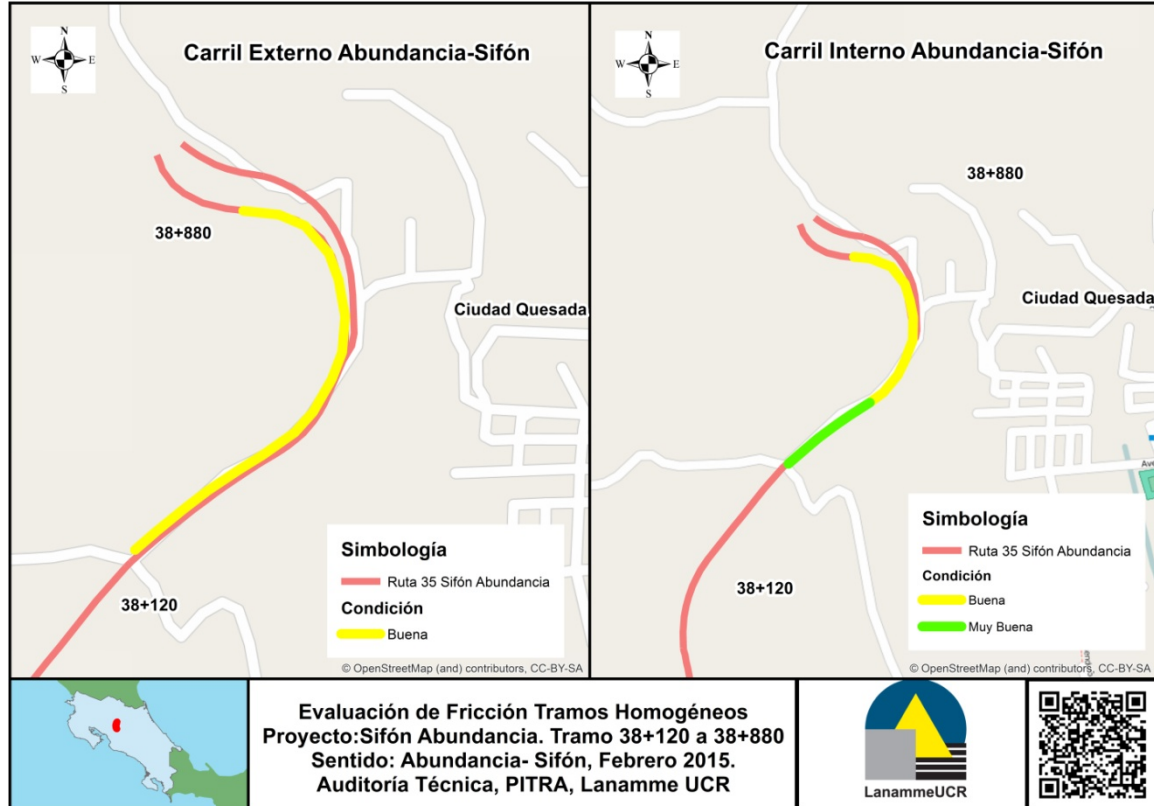 Carril Externo Abundancia-Sifón
N
W E
S
38+880
Ciudad Quesada
38+120
Simbología
Ruta 35 Sifón Abundancia
Condición
Buena
© OpenStreetMap (and) contributors, CC-BY-SA
Carril Interno Abundancia-Sifón
N
W E
S
38+880
Ciudad Quesada
Ave
38+120
Simbología
Ruta 35 Sifón Abundancia
Condición
Buena
Muy Buena
© OpenStreetMap (and) contributors, CC-BY-SA
Evaluación de Fricción Tramos Homogéneos
Proyecto:Sifón Abundancia. Tramo 38+120 a 38+880
Sentido: Abundancia- Sifón, Febrero 2015.
Auditoría Técnica, PITRA, Lanamme UCR
LanammeUCR